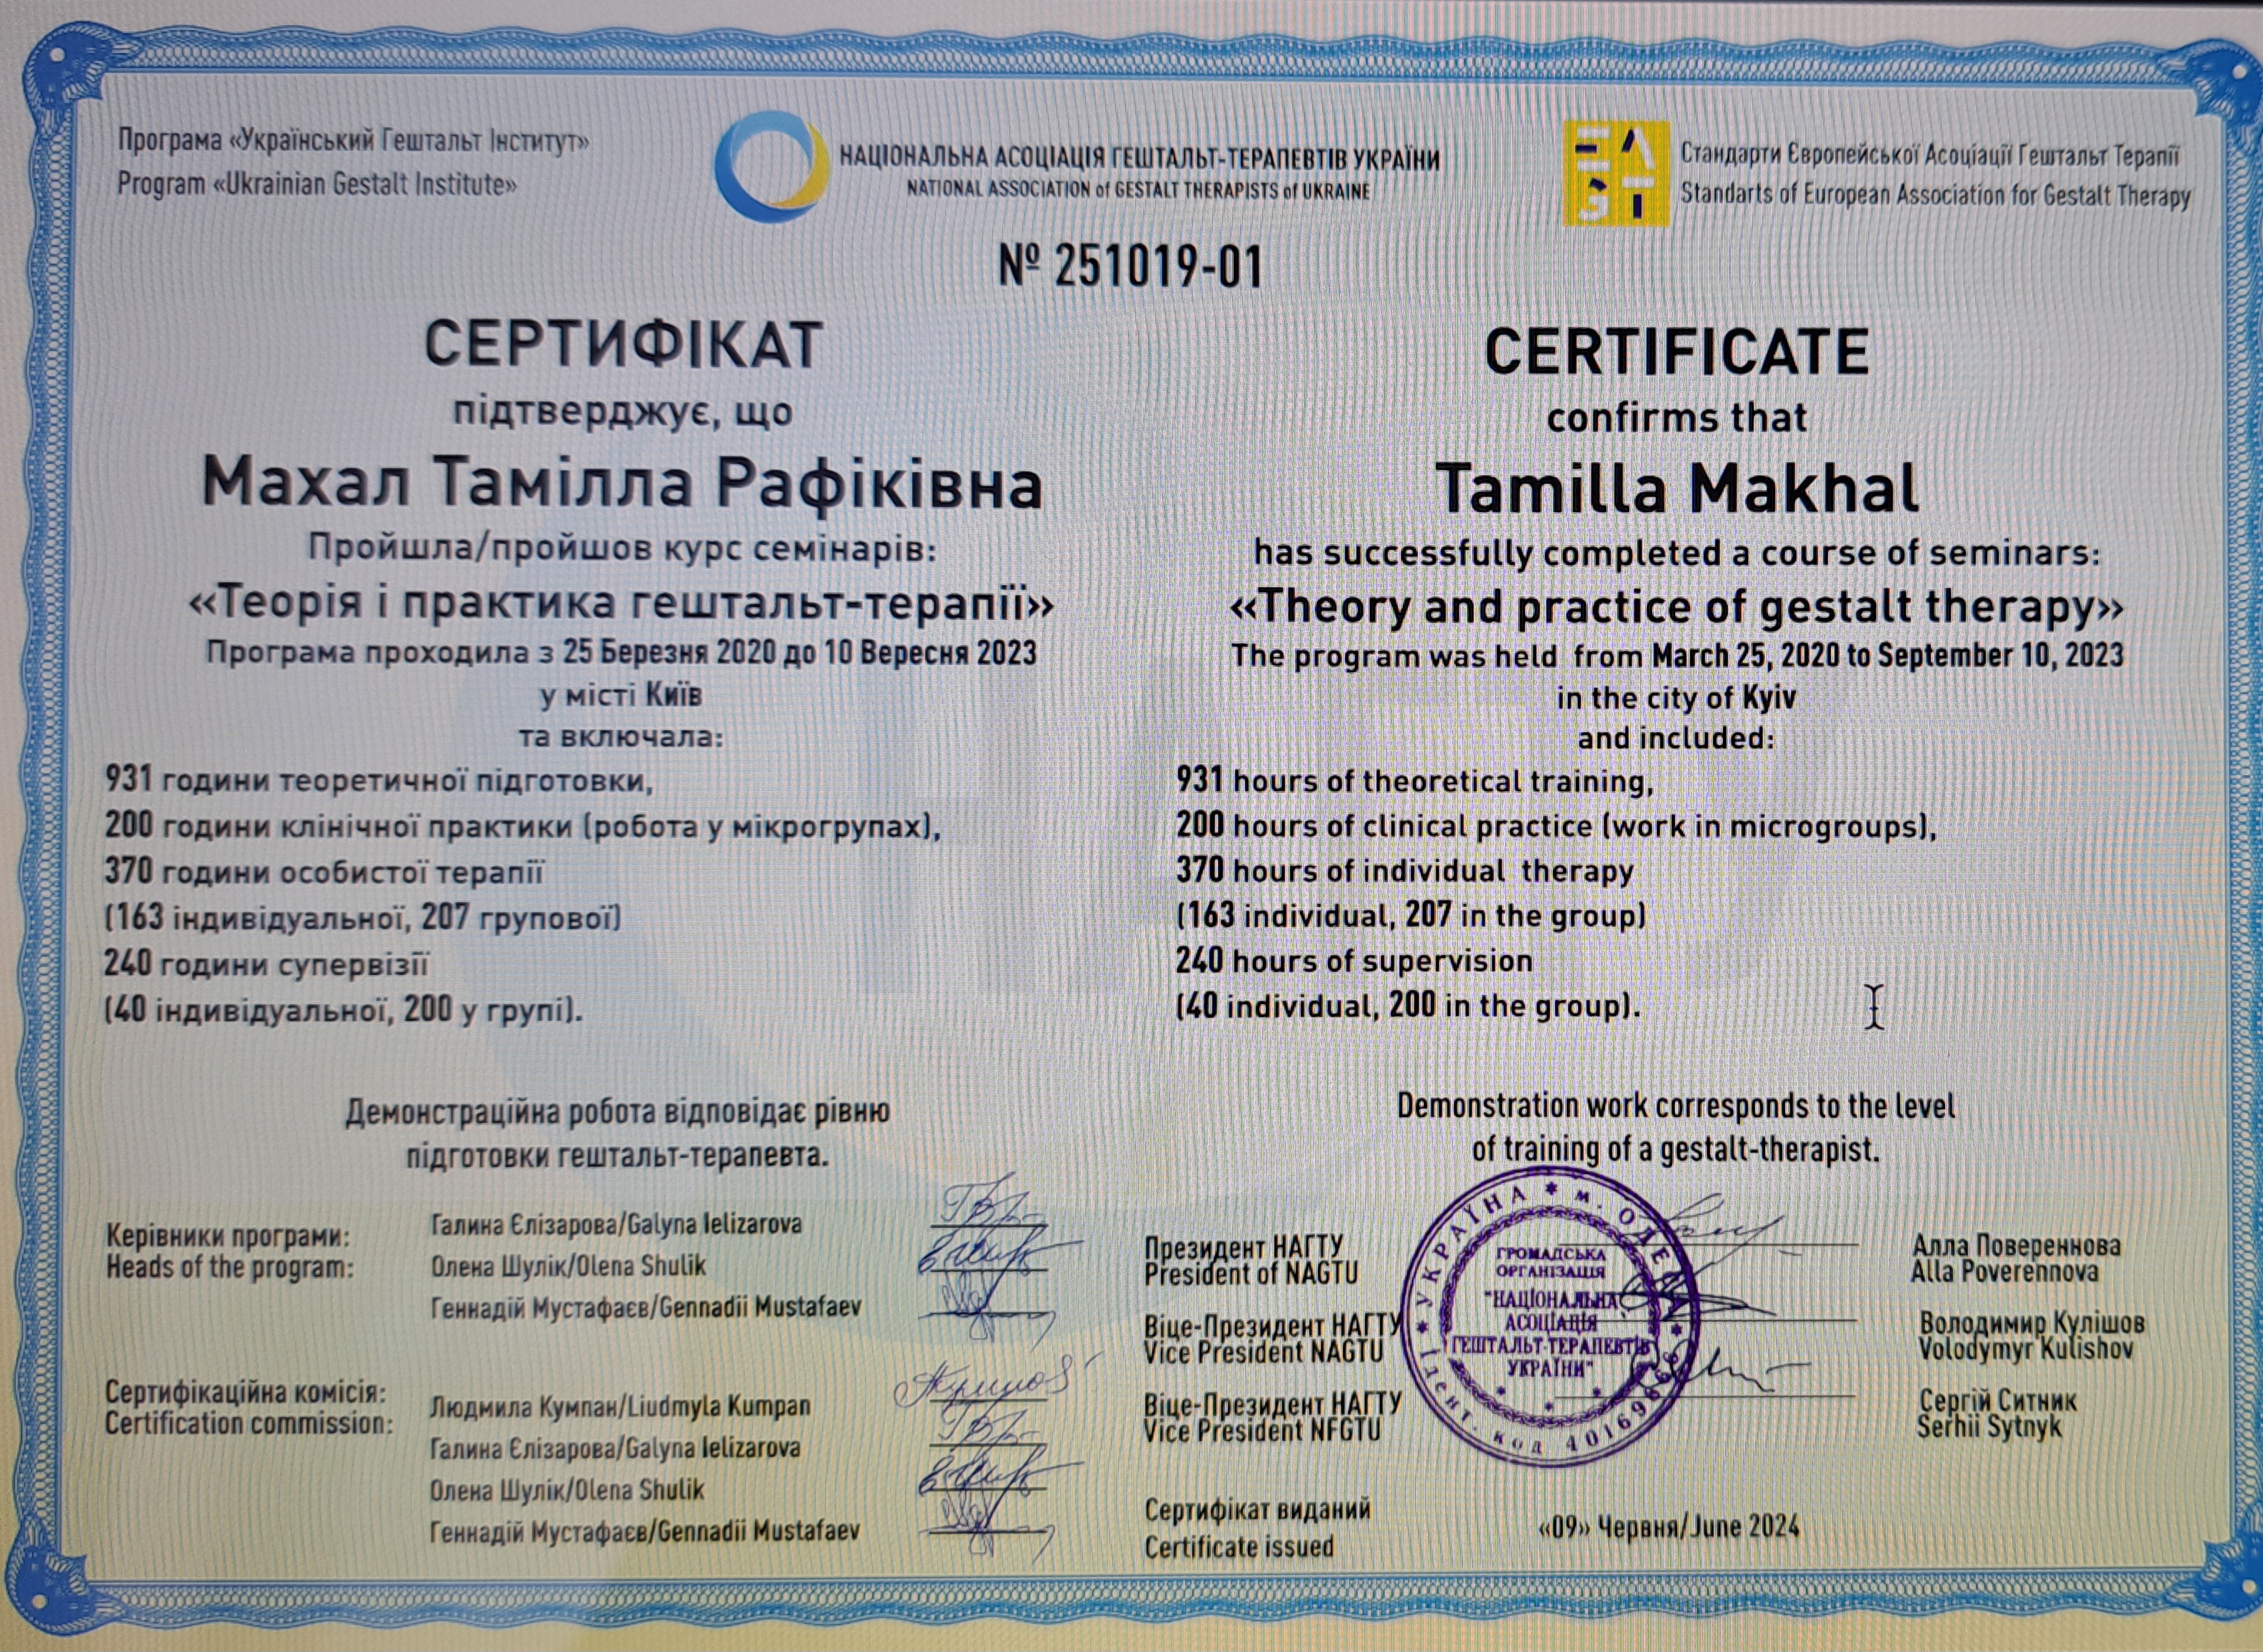 Програма «Український Гештальт Інститут»
Program «Ukrainian Gestalt Institute»
НАЦІОНАЛЬНА АСОЦІАЦІЯ ГЕШТАЛЬТ-ТЕРАПЕВТІВ УКРАЇНИ
NATIONAL ASSOCIATION of GESTALT THERAPISTS of UKRAINE
EAGT
Стандарти Європейської Асоціації Гештальт Терапії
Standarts of European Association for Gestalt Therapy
№ 251019-01
СЕРТИФІКАТ
підтверджує, що
Махал Тамілла Рафіківна
Пройшла/пройшов курс семінарів:
«Теорія і практика гештальт-терапії»
Програма проходила з 25 Березня 2020 до 10 Вересня 2023
у місті Київ
та включала:
931 години теоретичної підготовки,
200 години клінічної практики (робота у мікрогрупах),
370 години особистої терапії
(163 індивідуальної, 207 групової)
240 години супервізії
(40 індивідуальної, 200 у групі).
Демонстраційна робота відповідає рівню
підготовки гештальт-терапевта.
CERTIFICATE
confirms that
Tamilla Makhal
has successfully completed a course of seminars:
«Theory and practice of gestalt therapy»
The program was held from March 25, 2020 to September 10, 2023
in the city of Kyiv
and included:
931 hours of theoretical training,
200 hours of clinical practice (work in microgroups),
370 hours of individual therapy
(163 individual, 207 in the group)
240 hours of supervision
(40 individual, 200 in the group).
Demonstration work corresponds to the level
of training of a gestalt-therapist.
Керівники програми:
Heads of the program:
Галина Єлізарова/Galyna Ielizarova
Олена Шулік/Olena Shulik
Геннадій Мустафаєв/Gennadii Mustafaev
Сертифікаційна комісія:
Certification commission:
Людмила Кумпан/Liudmyla Kumpan
Галина Єлізарова/Galyna Ielizarova
Олена Шулік/Olena Shulik
Геннадій Мустафаєв/Gennadii Mustafaev
Президент НАГТУ
President of NAGTU
Алла Повереннова
Alla Poverennova
Віце-Президент НАГТУ
Vice President NAGTU
Володимир Кулішов
Volodymyr Kulishov
Віце-Президент НАГТУ
Vice President NFGTU
Сергій Ситник
Serhii Sytnyk
УКРАЇНА * м. ОДЕСА * Ідент. код 40169866
ГРОМАДСЬКА
ОРГАНІЗАЦІЯ
"НАЦІОНАЛЬНА
АСОЦІАЦІЯ
ГЕШТАЛЬТ-ТЕРАПЕВТІВ
УКРАЇНИ"
Сертифікат виданий
Certificate issued
«09» Червня/June 2024